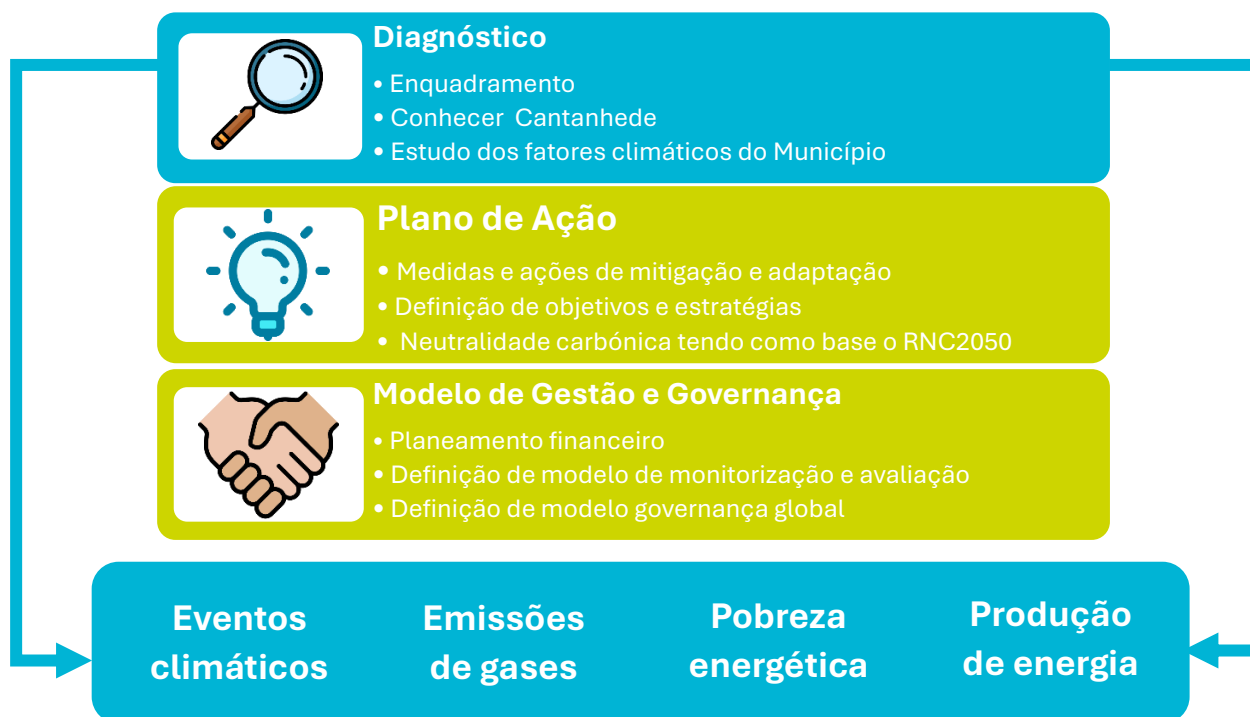 Diagnóstico
• Enquadramento
• Conhecer Cantanhede
• Estudo dos fatores climáticos do Município
Plano de Ação
• Medidas e ações de mitigação e adaptação
• Definição de objetivos e estratégias
• Neutralidade carbónica tendo como base o RNC2050
Modelo de Gestão e Governança
• Planeamento financeiro
• Definição de modelo de monitorização e avaliação
• Definição de modelo governança global
Eventos
climáticos
Emissões
de gases
Pobreza
energética
Produção
de energia